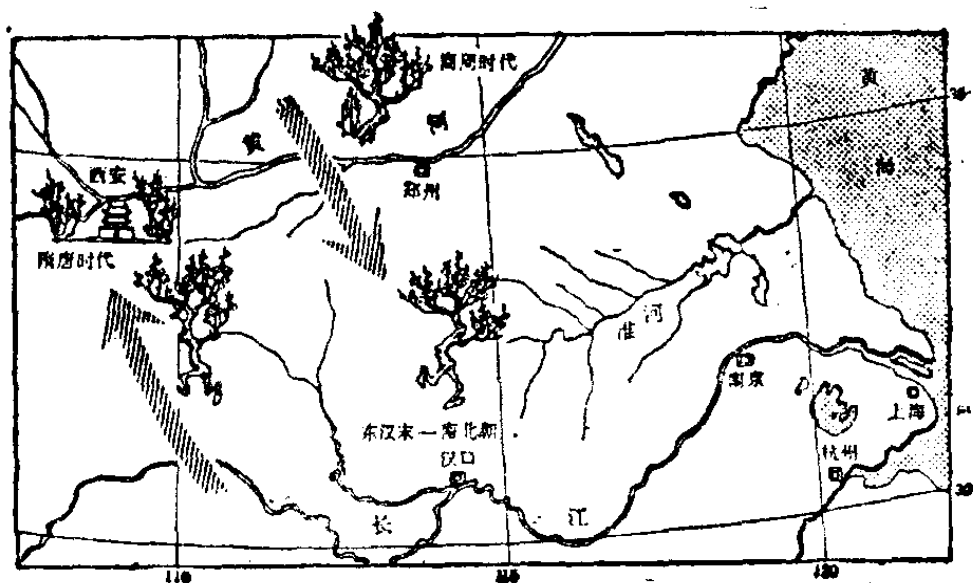 商周时代
黄
黄 河
海
35
西安
郑州
隋唐时代
淮 河
南京
上海
东汉末一南北朝
汉口
杭州
长 江
30
110 115 120